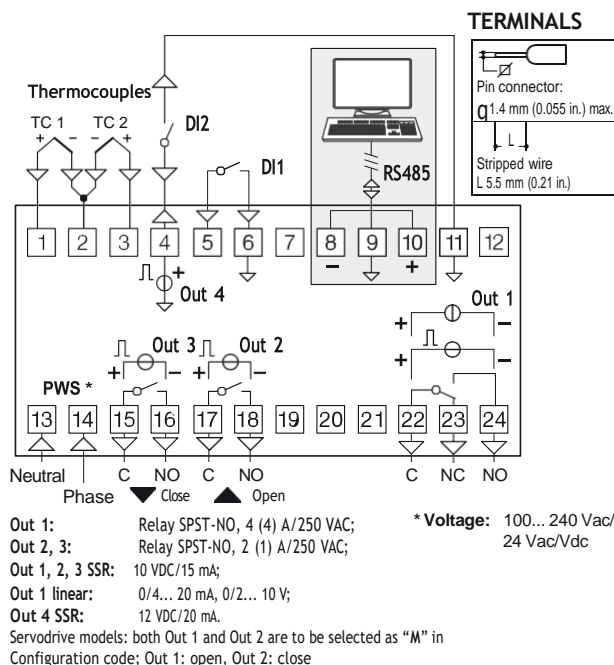 TERMINALS
Pin connector:
q 1.4 mm (0.055 in.) max.
L
Stripped wire
L 5.5 mm (0.21 in.)
Thermocouples
TC 1 TC 2
+ - - +
DI2
DI1
RS485
1 2 3 4 5 6 7 8 9 10 11 12
+
Out 4
- +
Out 1
+ -
+ -
Out 3 Out 2
+ - + -
PWS *
13 14 15 16 17 18 19 20 21 22 23 24
Neutral C NO C NO C NC NO
Phase Close Open
* Voltage: 100... 240 Vac/
24 Vac/Vdc
Out 1: Relay SPST-NO, 4 (4) A/250 VAC;
Out 2, 3: Relay SPST-NO, 2 (1) A/250 VAC;
Out 1, 2, 3 SSR: 10 VDC/15 mA;
Out 1 linear: 0/4... 20 mA, 0/2... 10 V;
Out 4 SSR: 12 VDC/20 mA.
Servodrive models: both Out 1 and Out 2 are to be selected as “M” in
Configuration code; Out 1: open, Out 2: close